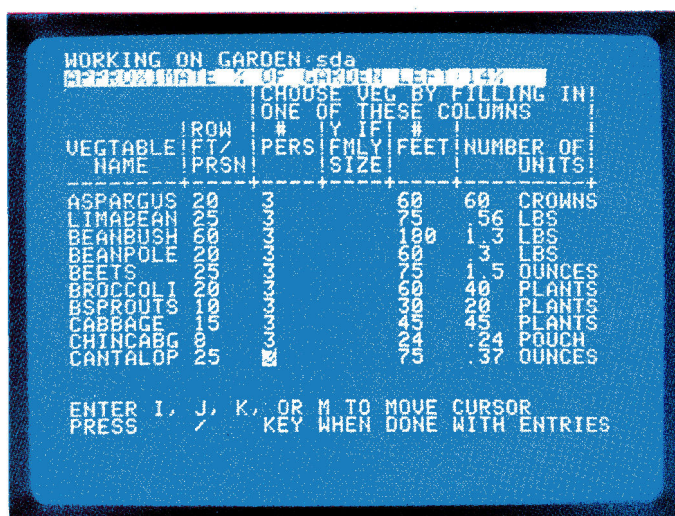 WORKING ON GARDEN:sda
APPROXIMATE % OF GARDEN LEFT:14%
!CHOOSE VEG BY FILLING IN!
!ONE OF THESE COLUMNS !
!ROW ! # !Y IF! # ! !
VEGTABLE!FT/ !PERS!FMLY!FEET!NUMBER OF!
NAME !PRSN! !SIZE! ! UNITS!
--------+----+----+----+----+---------+
ASPARGUS 20 3 60 60 CROWNS
LIMABEAN 25 3 75 .56 LBS
BEANBUSH 60 3 180 1.3 LBS
BEANPOLE 20 3 60 .3 LBS
BEETS 25 3 75 1.5 OUNCES
BROCCOLI 20 3 60 40 PLANTS
BSPROUTS 10 3 30 20 PLANTS
CABBAGE 15 3 45 45 PLANTS
CHINCABG 8 3 24 .24 POUCH
CANTALOP 25 3 75 .37 OUNCES
ENTER I, J, K, OR M TO MOVE CURSOR
PRESS / KEY WHEN DONE WITH ENTRIES